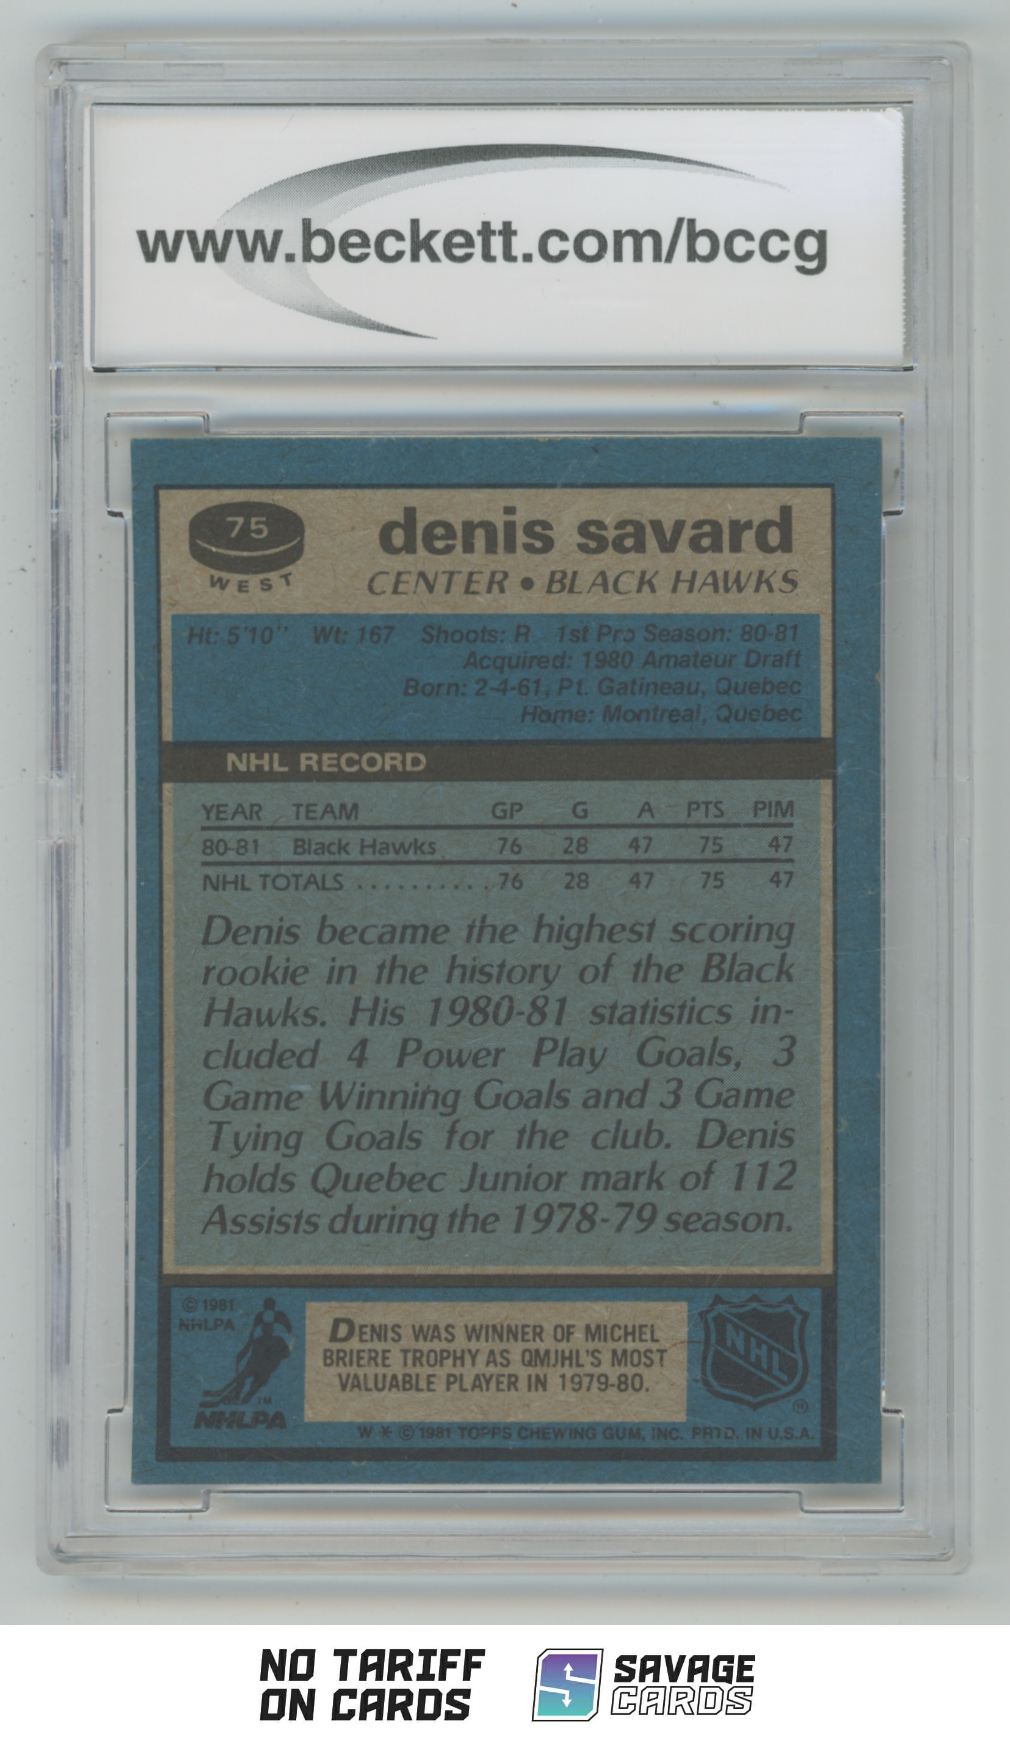 www.beckett.com/bccg
75
WEST
denis savard
CENTER • BLACK HAWKS
Ht: 5'10" Wt: 167 Shoots: R 1st Pro Season: 80-81
Acquired: 1980 Amateur Draft
Born: 2-4-61, Pt. Gatineau, Quebec
Home: Montreal, Quebec
NHL RECORD
YEAR TEAM GP G A PTS PIM
80-81 Black Hawks 76 28 47 75 47
NHL TOTALS .......... 76 28 47 75 47
Denis became the highest scoring
rookie in the history of the Black
Hawks. His 1980-81 statistics in-
cluded 4 Power Play Goals, 3
Game Winning Goals and 3 Game
Tying Goals for the club. Denis
holds Quebec Junior mark of 112
Assists during the 1978-79 season.
© 1981
NHLPA
TM
NHLPA
DENIS WAS WINNER OF MICHEL
BRIERE TROPHY AS QMJHL'S MOST
VALUABLE PLAYER IN 1979-80.
NHL
®
W * © 1981 TOPPS CHEWING GUM, INC. PRTD. IN U.S.A.
NO TARIFF
ON CARDS
SAVAGE
CARDS